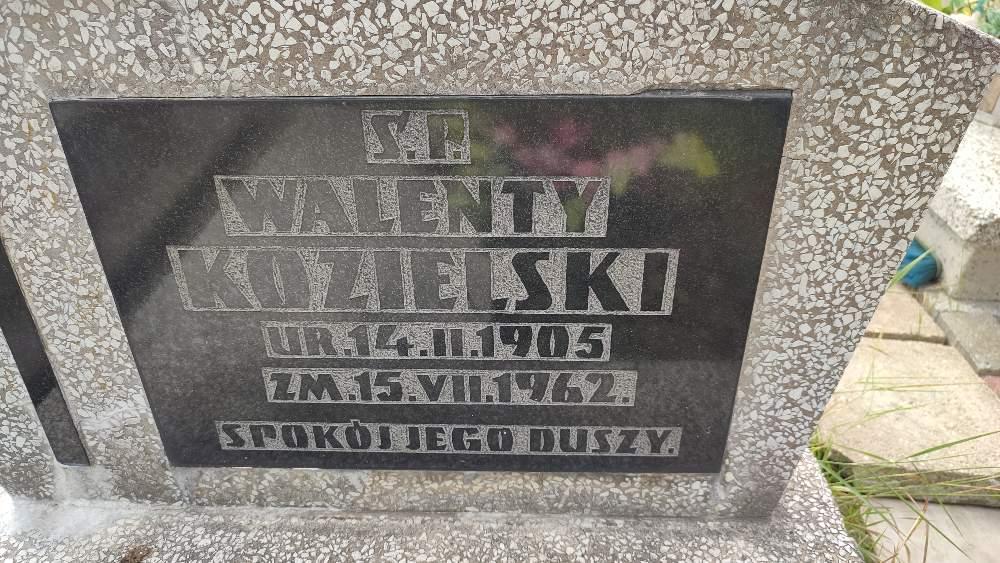 Ś.P.
WALENTY
KOZIELSKI
UR.14.II.1905
ZM.15.VII.1962.
SPOKÓJ JEGO DUSZY.